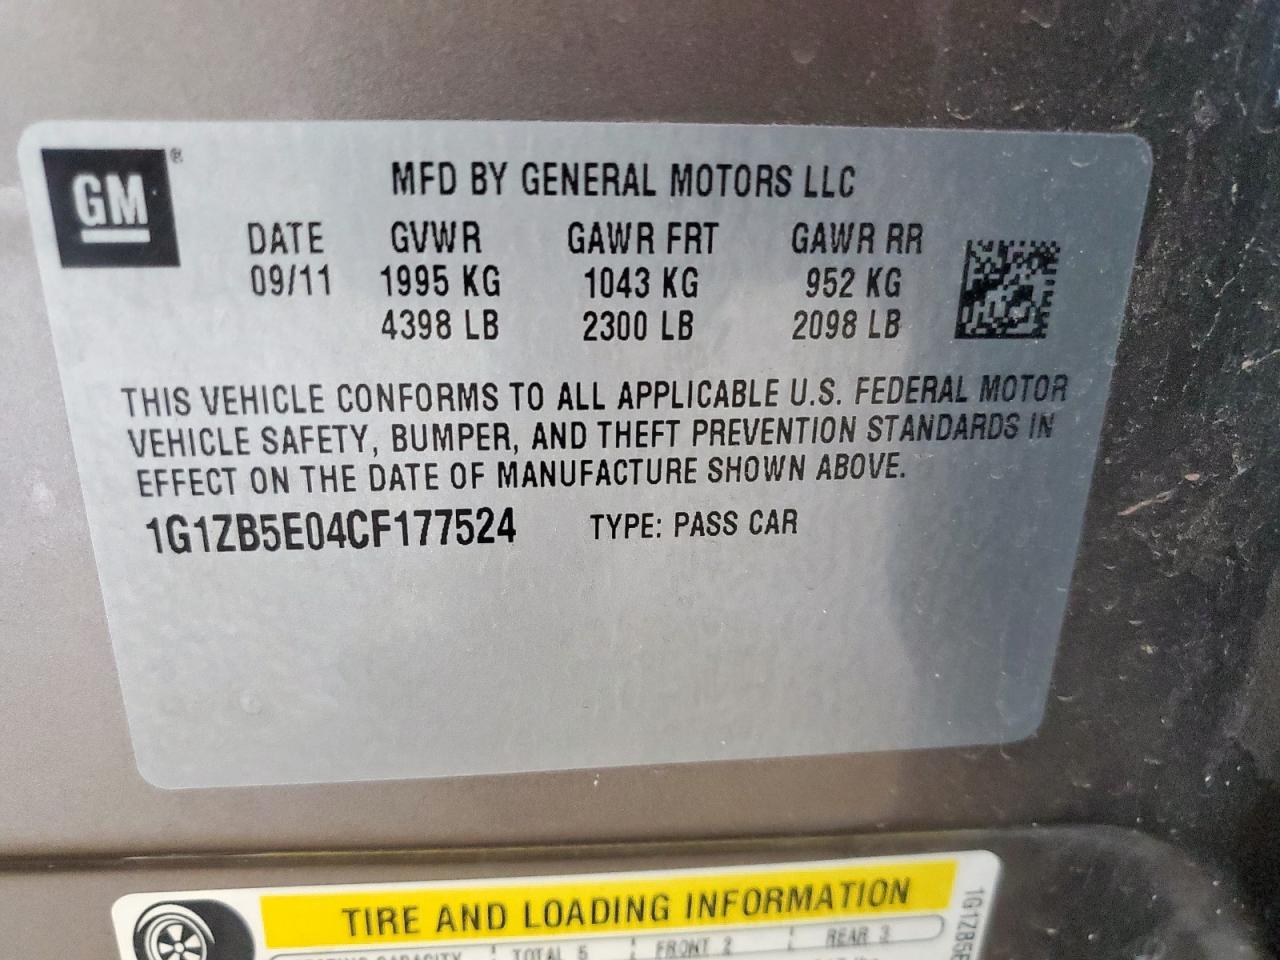 GM®
MFD BY GENERAL MOTORS LLC
DATE GVWR GAWR FRT GAWR RR
09/11 1995 KG 1043 KG 952 KG
4398 LB 2300 LB 2098 LB
THIS VEHICLE CONFORMS TO ALL APPLICABLE U.S. FEDERAL MOTOR
VEHICLE SAFETY, BUMPER, AND THEFT PREVENTION STANDARDS IN
EFFECT ON THE DATE OF MANUFACTURE SHOWN ABOVE.
1G1ZB5E04CF177524 TYPE: PASS CAR
TIRE AND LOADING INFORMATION
CAPACITY TOTAL 5 FRONT 2 REAR 3
1G1ZB5E